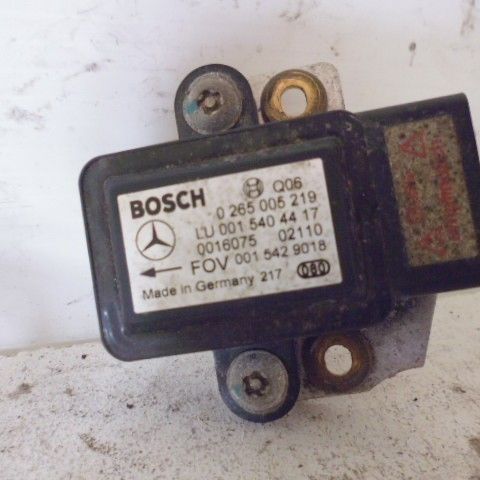 BOSCH Q06
0 265 005 219
LU 001 540 44 17
0016075 02110
FOV 001 542 9018
Made in Germany 217